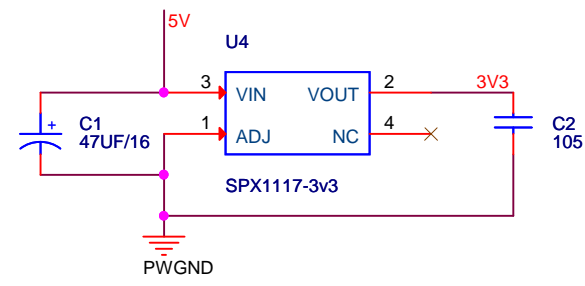 5V
U4
3
VIN
VOUT
2
3V3
C1
47UF/16
+
1
ADJ
NC
4
C2
105
SPX1117-3v3
PWGND